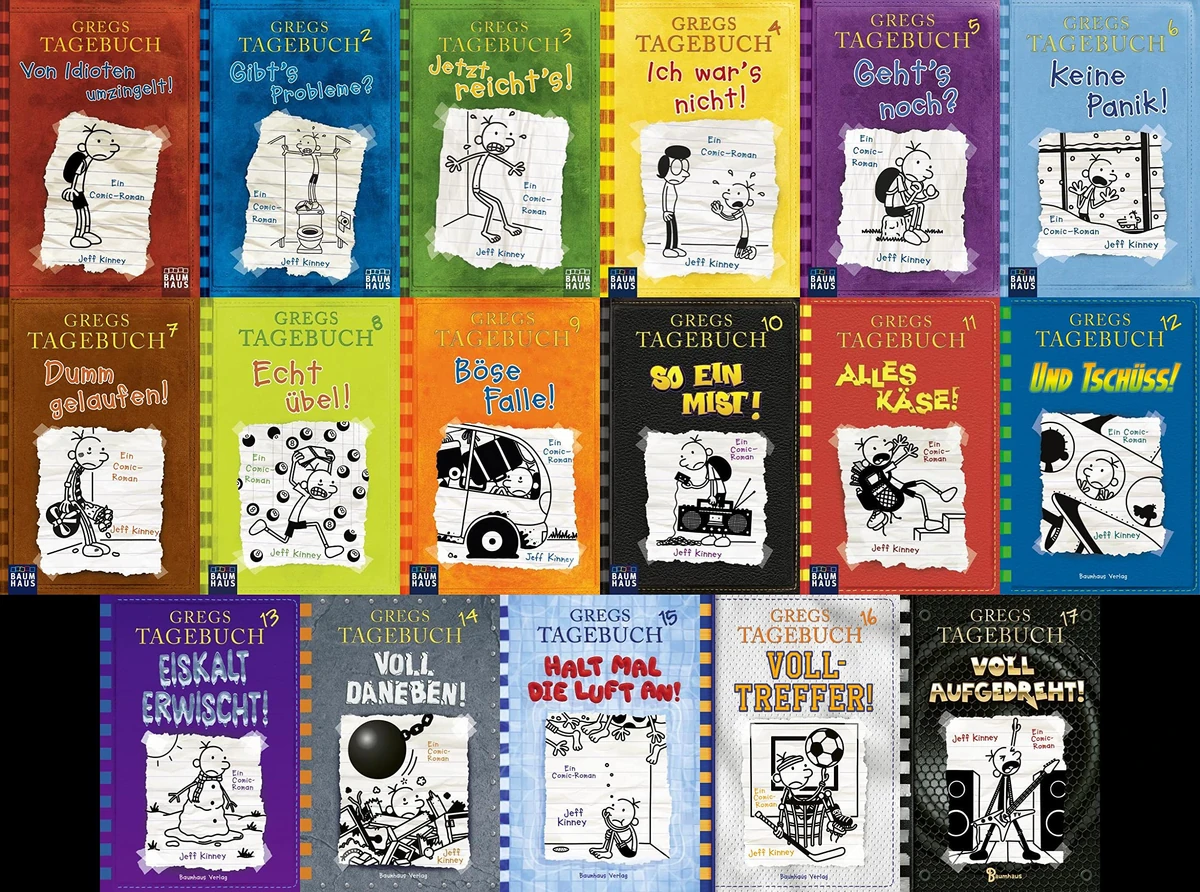 GREGS
TAGEBUCH
Von Idioten
umzingelt!
Ein
Comic-Roman
Jeff Kinney
BAUM
HAUS
GREGS
TAGEBUCH 2
Gibt's
Probleme?
Ein
Comic-
Roman
Jeff Kinney
BAUM
HAUS
GREGS
TAGEBUCH 3
Jetzt
reicht's!
Ein
Comic-
Roman
Jeff Kinney
BAUM
HAUS
GREGS
TAGEBUCH 4
Ich war's
nicht!
Ein
Comic-Roman
Jeff Kinney
BAUM
HAUS
GREGS
TAGEBUCH 5
Geht's
noch?
Ein
Comic-
Roman
Jeff Kinney
BAUM
HAUS
GREGS
TAGEBUCH 6
Keine
Panik!
Ein
Comic-Roman
Jeff Kinney
BAUM
HAUS
GREGS
TAGEBUCH 7
Dumm
gelaufen!
Ein
Comic-
Roman
Jeff Kinney
BAUM
HAUS
GREGS
TAGEBUCH 8
Echt
übel!
Ein
Comic-
Roman
Jeff Kinney
BAUM
HAUS
GREGS
TAGEBUCH 9
Böse
Falle!
Ein
Comic-
Roman
Jeff Kinney
BAUM
HAUS
GREGS
TAGEBUCH 10
SO EIN
MIST!
Ein
Comic-
Roman
Jeff Kinney
BAUM
HAUS
GREGS
TAGEBUCH 11
ALLES
KÄSE!
Ein
Comic-
Roman
Jeff Kinney
BAUM
HAUS
GREGS
TAGEBUCH 12
UND TSCHÜSS!
Ein Comic-
Roman
Jeff Kinney
Baumhaus Verlag
GREGS
TAGEBUCH 13
EISKALT
ERWISCHT!
Ein
Comic-
Roman
Jeff Kinney
GREGS
TAGEBUCH 14
VOLL
DANEBEN!
Ein
Comic-
Roman
Jeff
Kinney
Baumhaus Verlag
GREGS
TAGEBUCH 15
HALT MAL
DIE LUFT AN!
Ein
Comic-Roman
Jeff
Kinney
Baumhaus Verlag
GREGS
TAGEBUCH 16
VOLL-
TREFFER!
Ein
Comic-
Roman
Jeff Kinney
Baumhaus Verlag
GREGS
TAGEBUCH 17
VOLL
AUFGEDREHT!
Jeff Kinney
Ein
Comic-
Roman
Baumhaus